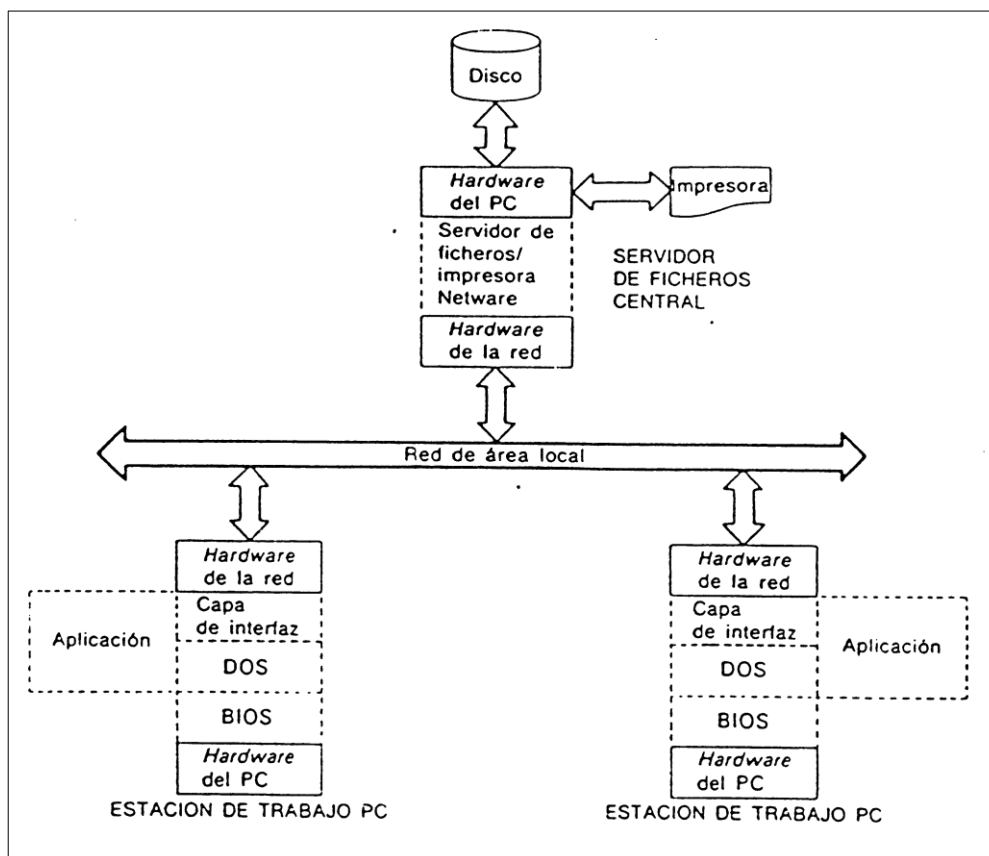 Disco
Hardware
del PC
Impresora
Servidor de
ficheros/
impresora
Netware
SERVIDOR
DE FICHEROS
CENTRAL
Hardware
de la red
Red de área local
Hardware
de la red
Capa
de interfaz
Aplicación
DOS
BIOS
Hardware
del PC
ESTACION DE TRABAJO PC
Hardware
de la red
Capa
de interfaz
Aplicación
DOS
BIOS
Hardware
del PC
ESTACION DE TRABAJO PC